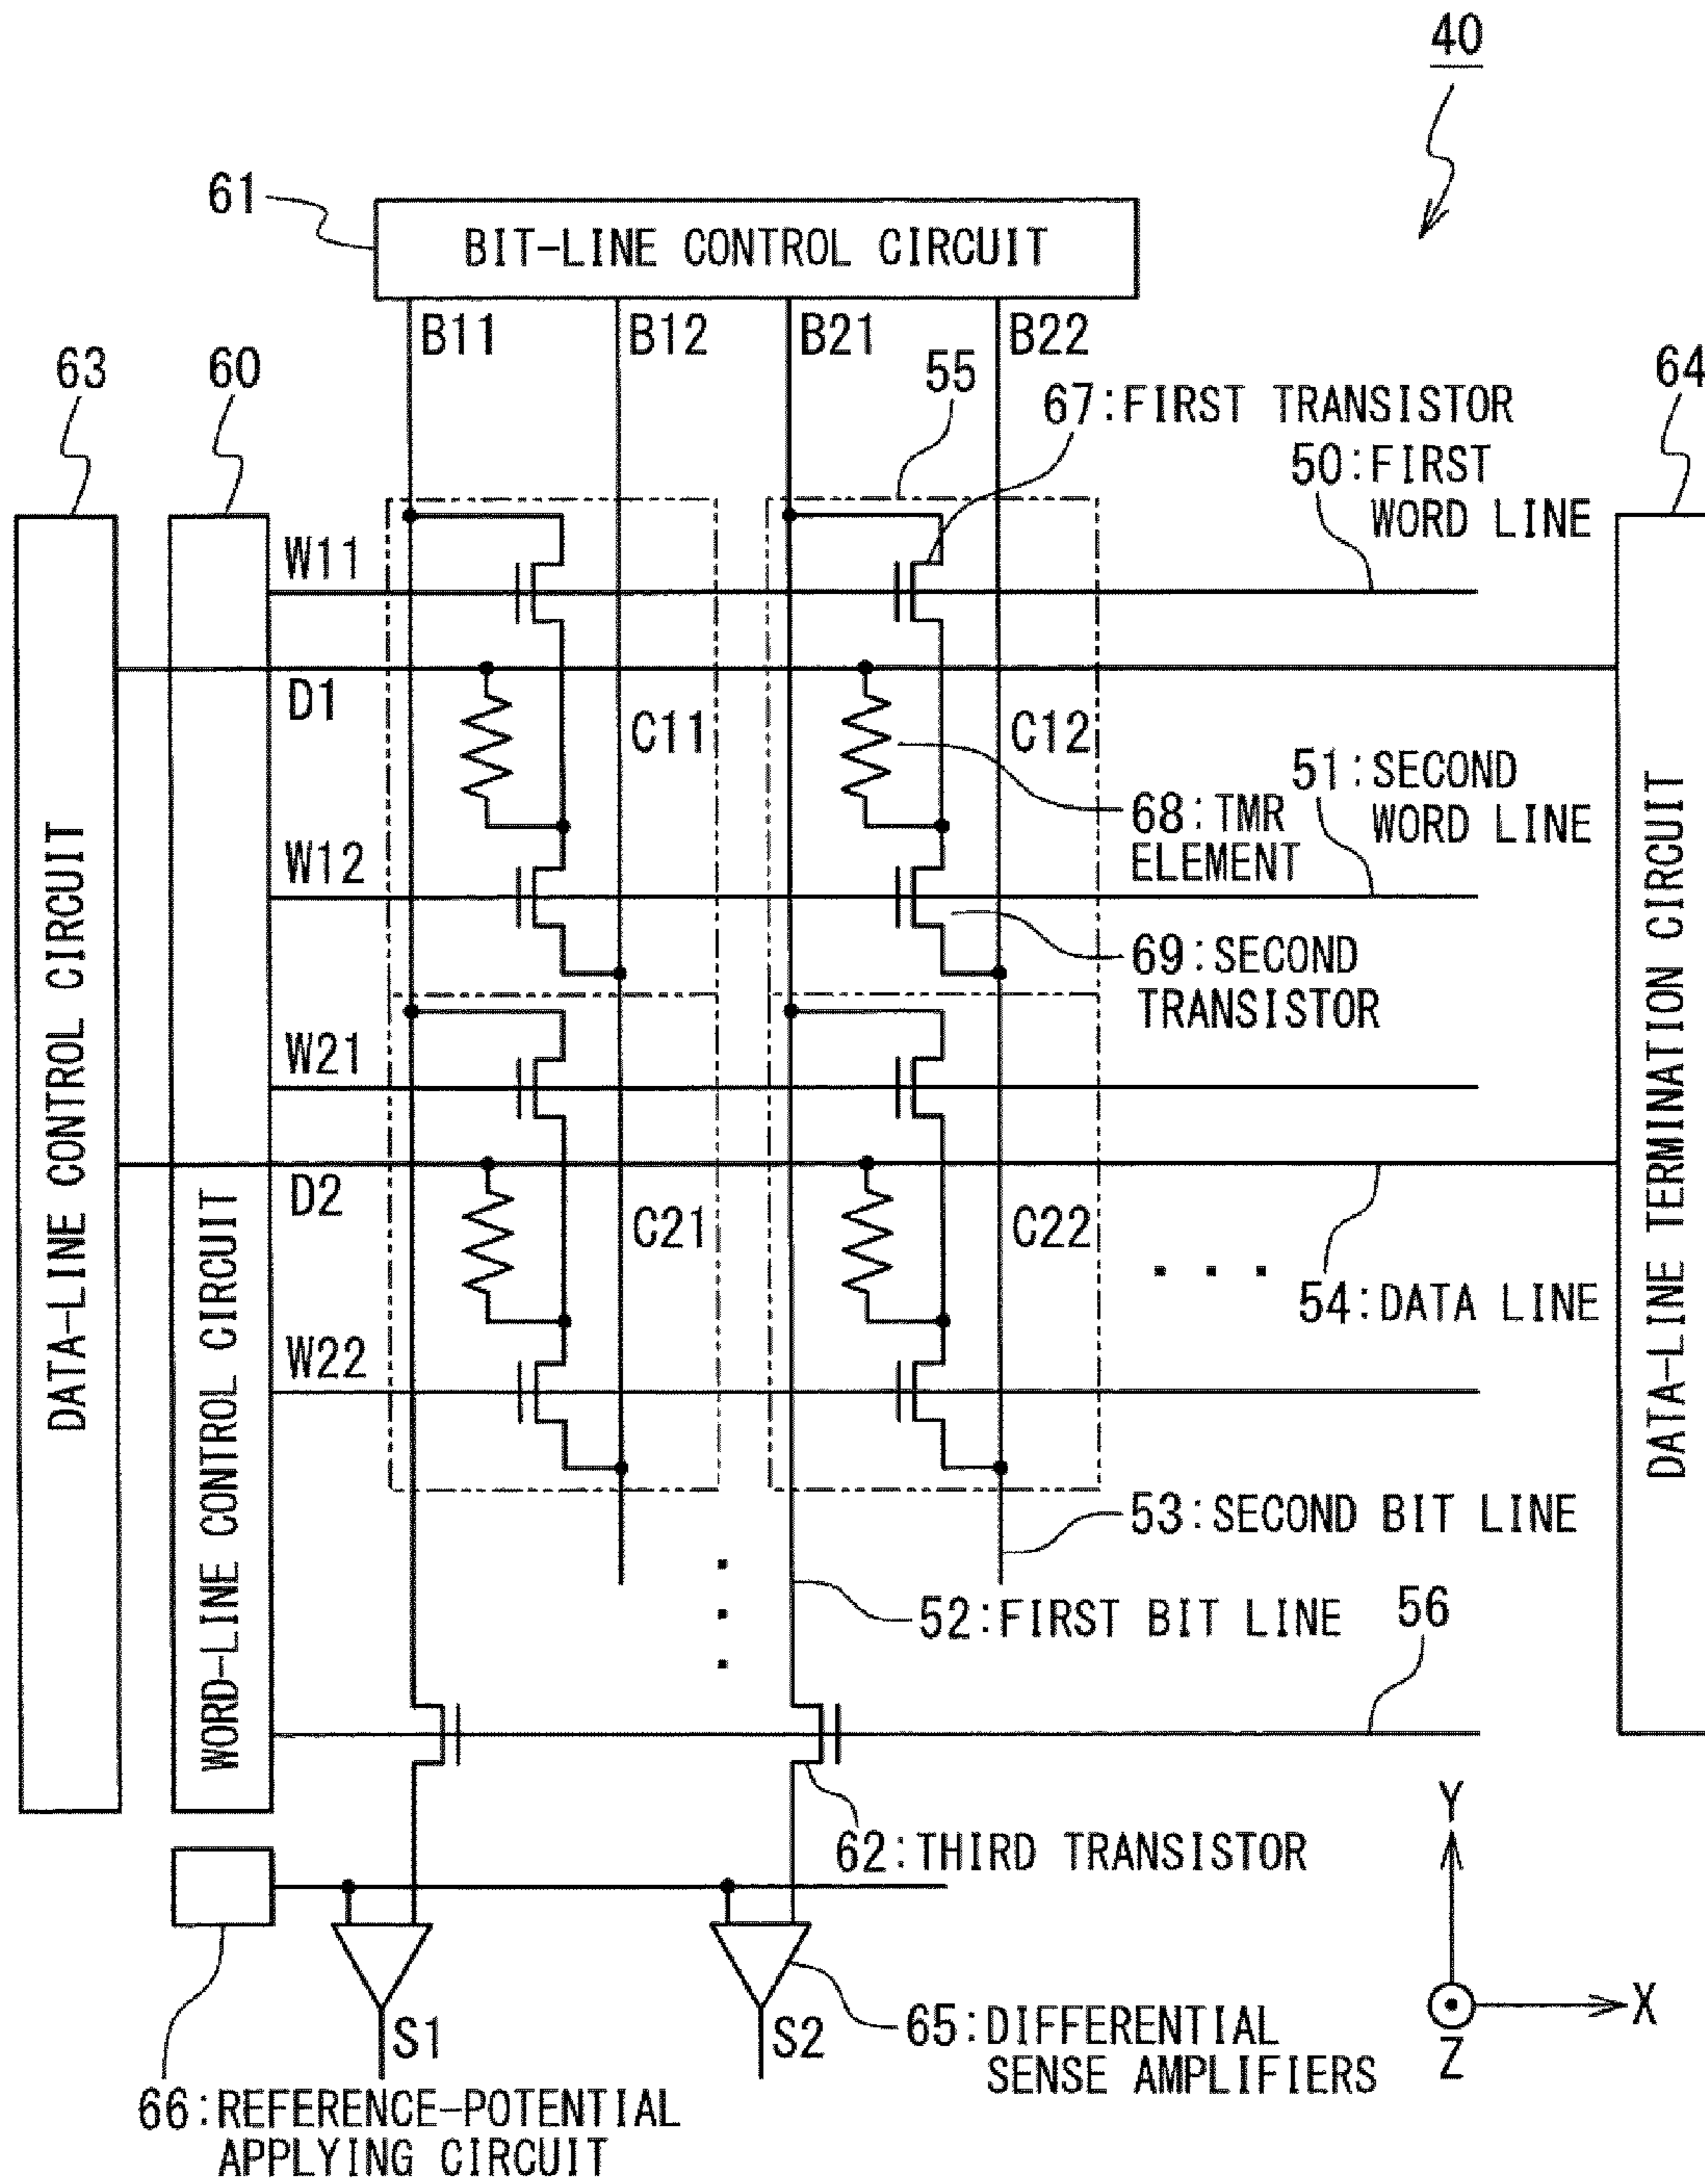 40
61
BIT-LINE CONTROL CIRCUIT
B11
B12
B21
B22
63
60
55
67:FIRST TRANSISTOR
64
50:FIRST
WORD LINE
W11
D1
C11
C12
51:SECOND
WORD LINE
68:TMR
ELEMENT
W12
69:SECOND
TRANSISTOR
W21
D2
C21
C22
. . .
54:DATA LINE
W22
DATA-LINE CONTROL CIRCUIT
WORD-LINE CONTROL CIRCUIT
DATA-LINE TERMINATION CIRCUIT
53:SECOND BIT LINE
52:FIRST BIT LINE
56
62:THIRD TRANSISTOR
Y
X
Z
S1
S2
65:DIFFERENTIAL
SENSE AMPLIFIERS
66:REFERENCE-POTENTIAL
APPLYING CIRCUIT